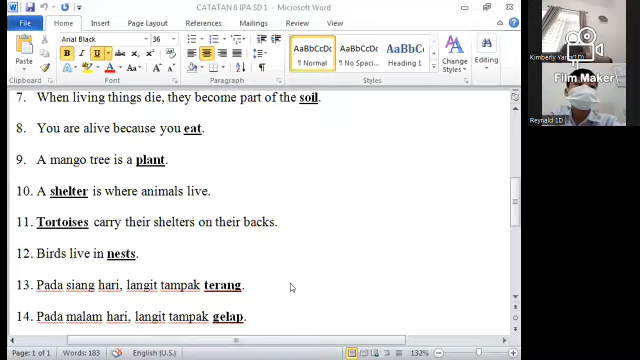 CATATAN 6 IPA SD 1 - Microsoft Word
File Home Insert Page Layout References Mailings Review View
Arial Black 36
AaBbCcDc AaBbCcDc AaBbC
Paste B I U ¶ Normal ¶ No Spaci... Heading 1 Change Styles Editing
Clipboard Font Paragraph Styles
Kimberly Yang(1D)
Film Maker
Reynald 1D
7. When living things die, they become part of the soil.
8. You are alive because you eat.
9. A mango tree is a plant.
10. A shelter is where animals live.
11. Tortoises carry their shelters on their backs.
12. Birds live in nests.
13. Pada siang hari, langit tampak terang.
14. Pada malam hari, langit tampak gelap.
Page: 1 of 1 Words: 183 English (U.S.) 132%